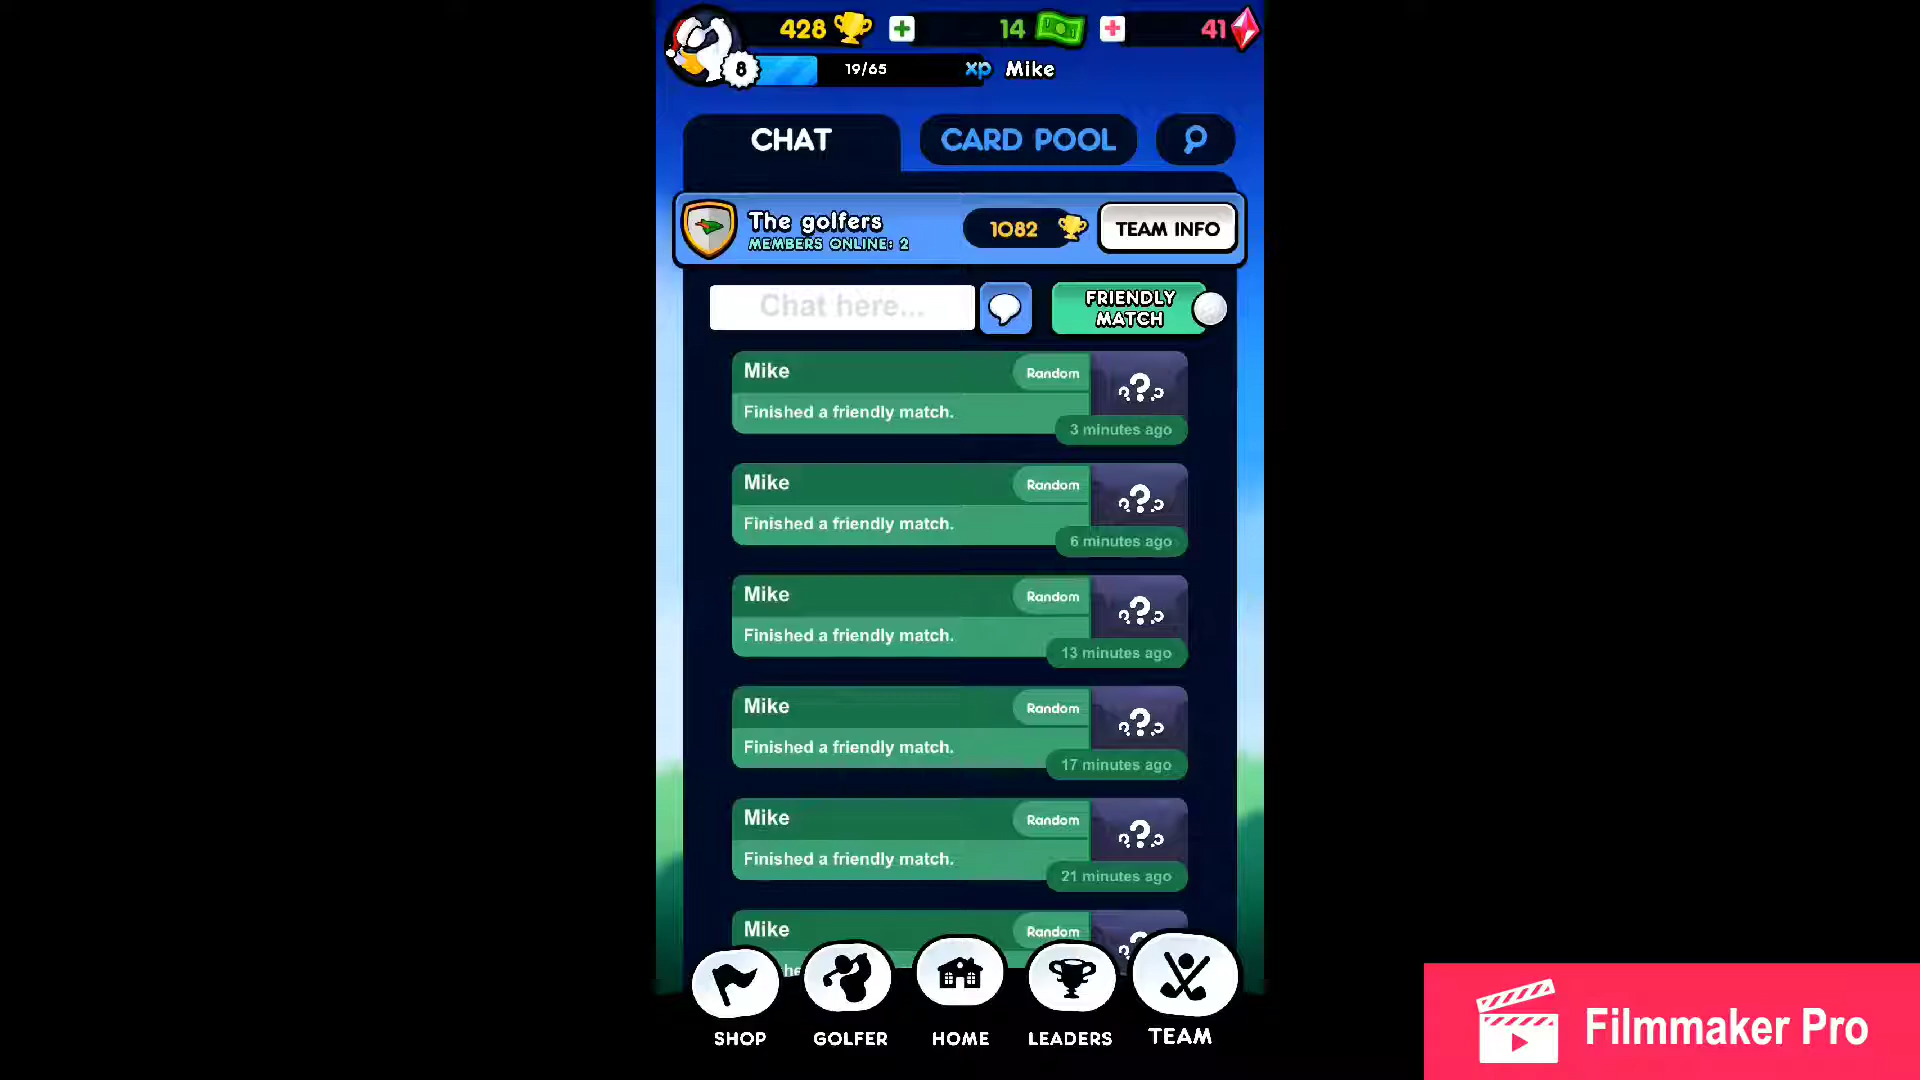 428
14
41
8
19/65
xp Mike
CHAT
CARD POOL
The golfers
MEMBERS ONLINE: 2
1082
TEAM INFO
Chat here...
FRIENDLY
MATCH
Mike
Random
Finished a friendly match.
3 minutes ago
Mike
Random
Finished a friendly match.
6 minutes ago
Mike
Random
Finished a friendly match.
13 minutes ago
Mike
Random
Finished a friendly match.
17 minutes ago
Mike
Random
Finished a friendly match.
21 minutes ago
Mike
Random
SHOP
GOLFER
HOME
LEADERS
TEAM
Filmmaker Pro